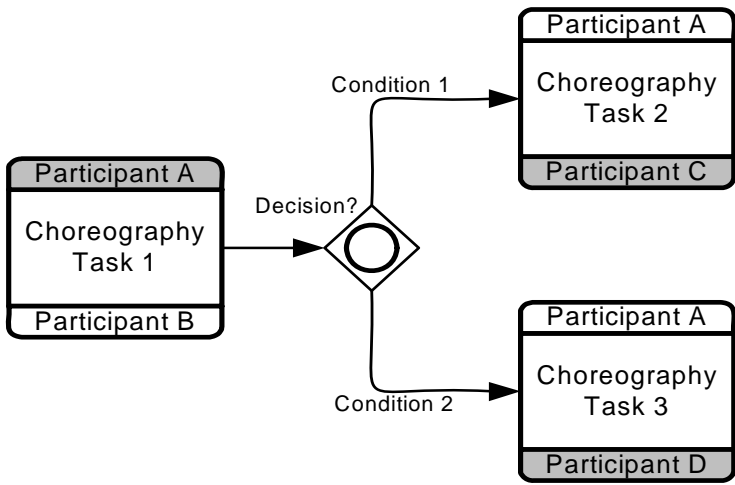 Participant A
Choreography
Task 1
Participant B
Decision?
Condition 1
Participant A
Choreography
Task 2
Participant C
Condition 2
Participant A
Choreography
Task 3
Participant D